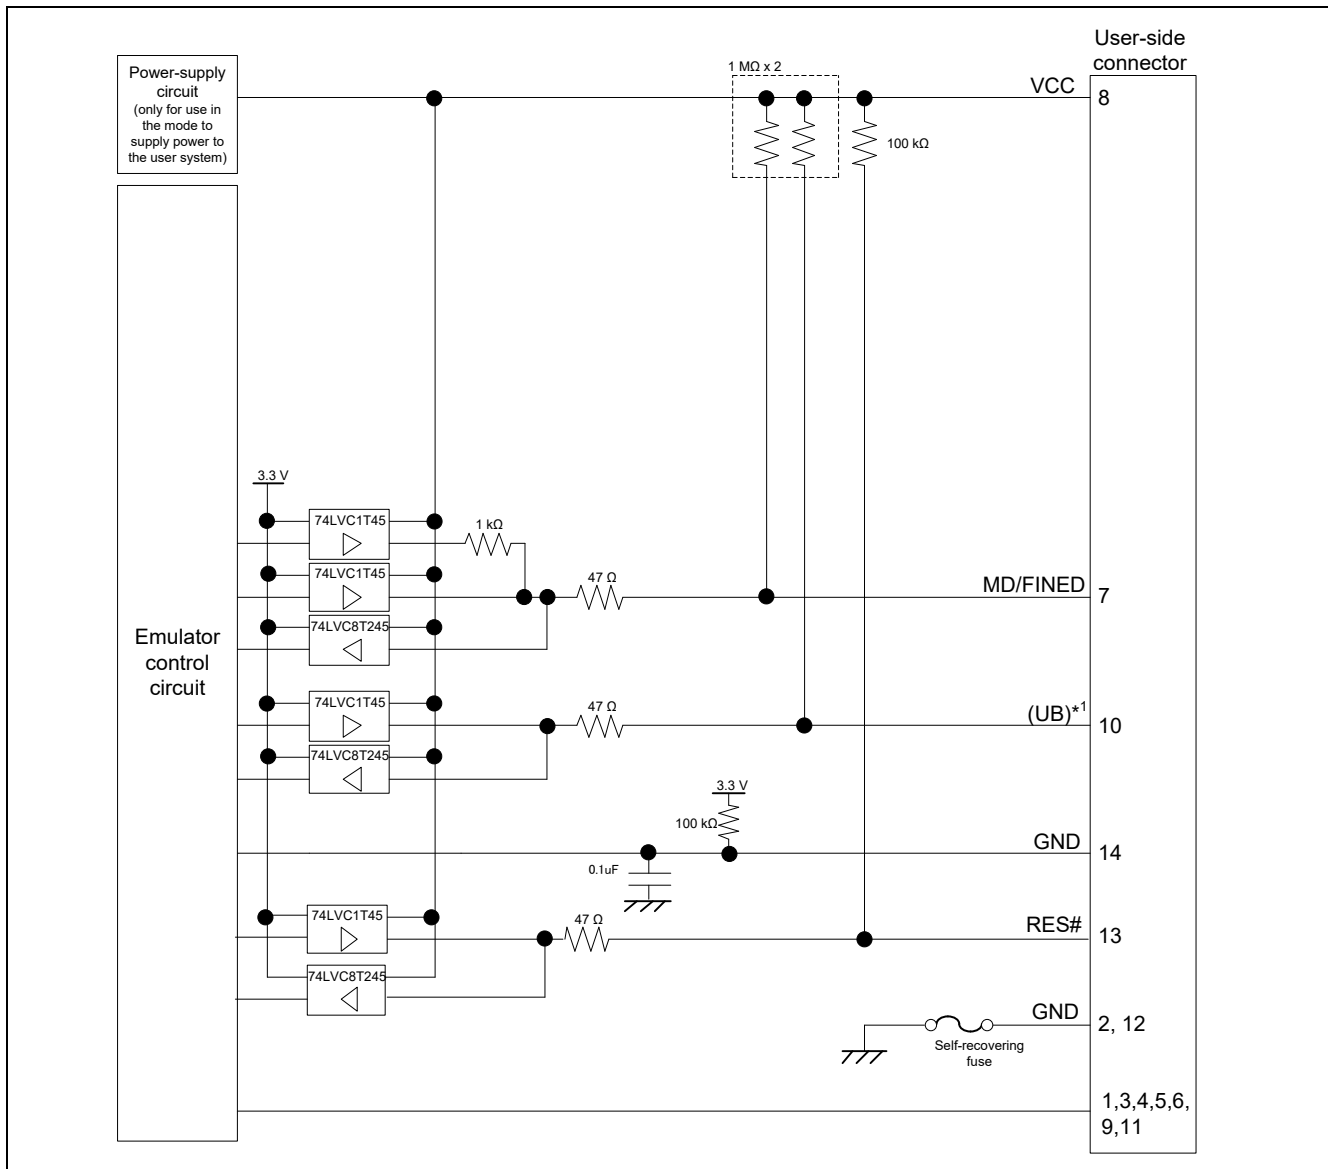 User-side
connector
Power-supply
circuit
(only for use in
the mode to
supply power to
the user system)
1 MΩ x 2
VCC
8
100 kΩ
3.3 V
74LVC1T45
1 kΩ
74LVC1T45
47 Ω
MD/FINED
7
74LVC8T245
Emulator
control
circuit
74LVC1T45
47 Ω
(UB)*1
10
74LVC8T245
3.3 V
100 kΩ
GND
14
0.1uF
74LVC1T45
47 Ω
RES#
13
74LVC8T245
GND
2, 12
Self-recovering
fuse
1,3,4,5,6,
9,11